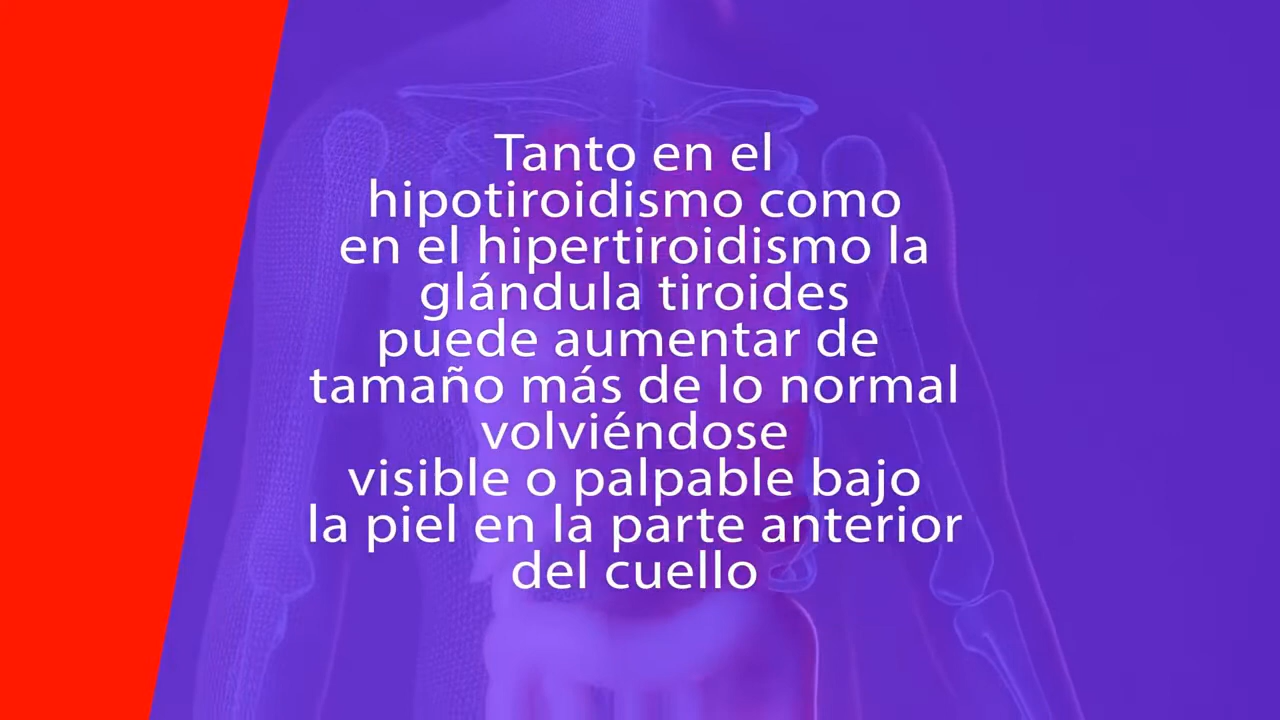 Tanto en el
hipotiroidismo como
en el hipertiroidismo la
glándula tiroides
puede aumentar de
tamaño más de lo normal
volviéndose
visible o palpable bajo
la piel en la parte anterior
del cuello